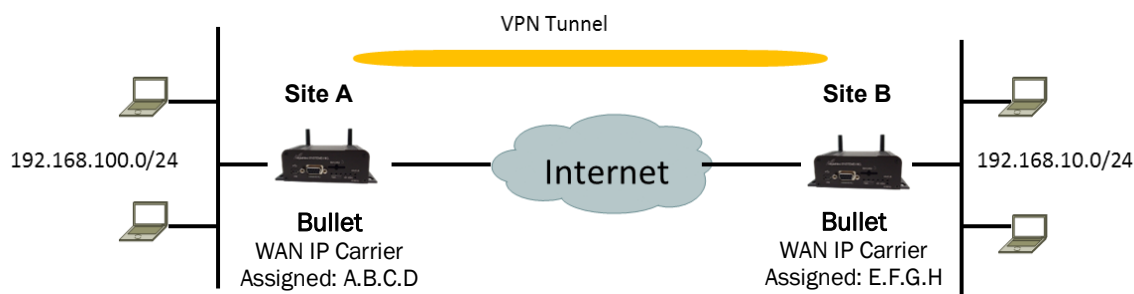 VPN Tunnel
Site A
Site B
192.168.100.0/24
Internet
192.168.10.0/24
Bullet
WAN IP Carrier
Assigned: A.B.C.D
Bullet
WAN IP Carrier
Assigned: E.F.G.H